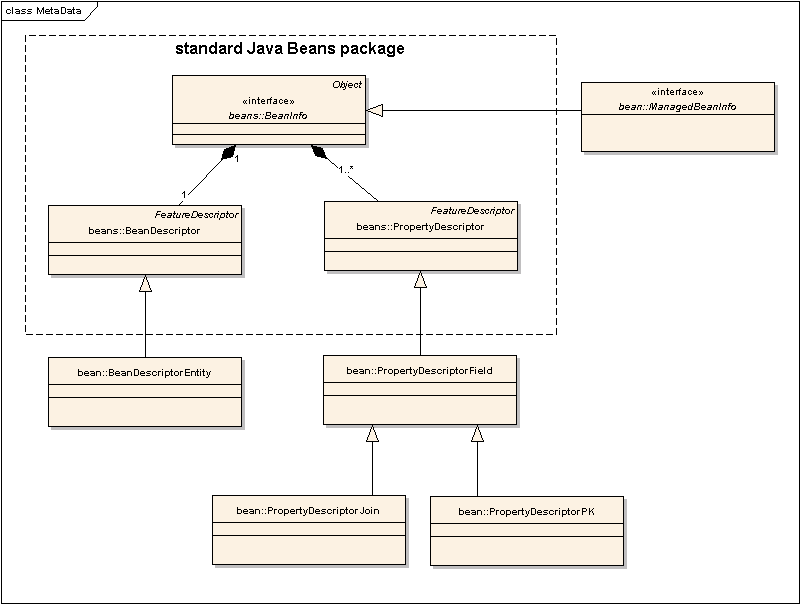 class MetaData
standard Java Beans package
Object
«interface»
beans::BeanInfo
«interface»
bean::ManagedBeanInfo
1
1..*
1
FeatureDescriptor
beans::BeanDescriptor
FeatureDescriptor
beans::PropertyDescriptor
bean::BeanDescriptorEntity
bean::PropertyDescriptorField
bean::PropertyDescriptorJoin
bean::PropertyDescriptorPK